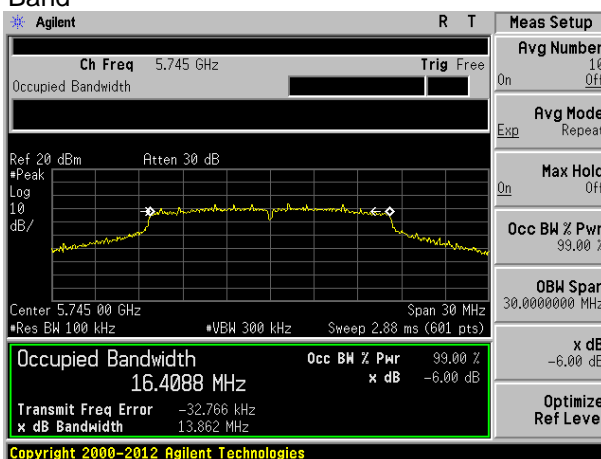 Band
Agilent R T Meas Setup
Avg Number
10
On Off
Ch Freq 5.745 GHz Trig Free
Occupied Bandwidth
Avg Mode
Exp Repeat
Ref 20 dBm Atten 30 dB
#Peak
Log
10
dB/
Max Hold
On Off
Occ BW % Pwr
99.00 %
OBW Span
30.0000000 MHz
Center 5.745 00 GHz Span 30 MHz
#Res BW 100 kHz #VBW 300 kHz Sweep 2.88 ms (601 pts)
x dB
-6.00 dB
Occupied Bandwidth Occ BW % Pwr 99.00 %
16.4088 MHz x dB -6.00 dB
Transmit Freq Error -32.766 kHz
x dB Bandwidth 13.862 MHz
Optimize
Ref Level
Copyright 2000-2012 Agilent Technologies